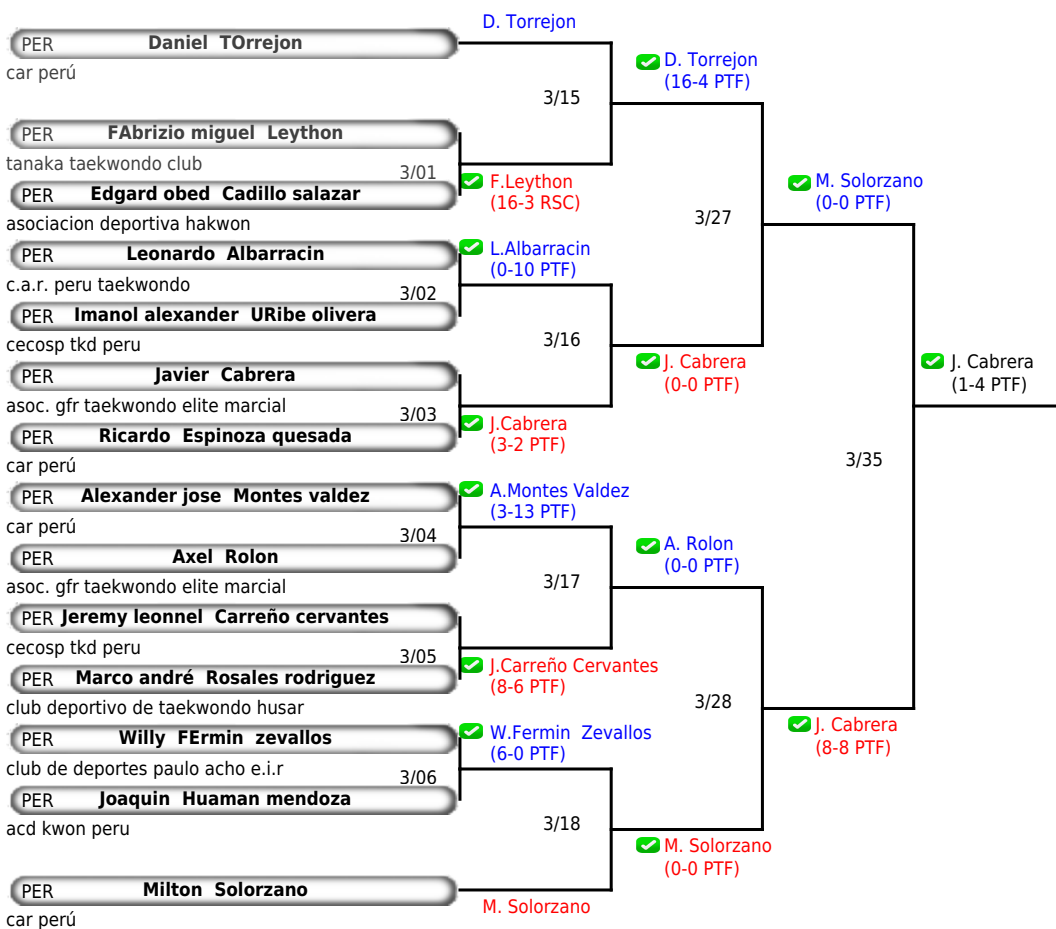 D. Torrejon
PER Daniel TOrrejon
car perú
D. Torrejon
(16-4 PTF)
3/15
PER FAbrizio miguel Leython
tanaka taekwondo club
3/01
F.Leython
(16-3 RSC)
PER Edgard obed Cadillo salazar
asociacion deportiva hakwon
M. Solorzano
(0-0 PTF)
3/27
PER Leonardo Albarracin
c.a.r. peru taekwondo
L.Albarracin
(0-10 PTF)
3/02
PER Imanol alexander URibe olivera
cecosp tkd peru
3/16
J. Cabrera
(0-0 PTF)
J. Cabrera
(1-4 PTF)
PER Javier Cabrera
asoc. gfr taekwondo elite marcial
3/03
PER Ricardo Espinoza quesada
car perú
J.Cabrera
(3-2 PTF)
3/35
PER Alexander jose Montes valdez
car perú
A.Montes Valdez
(3-13 PTF)
3/04
PER Axel Rolon
asoc. gfr taekwondo elite marcial
A. Rolon
(0-0 PTF)
3/17
PER Jeremy leonnel Carreño cervantes
cecosp tkd peru
3/05
PER Marco andré Rosales rodriguez
club deportivo de taekwondo husar
J.Carreño Cervantes
(8-6 PTF)
3/28
J. Cabrera
(8-8 PTF)
PER Willy FErmin zevallos
club de deportes paulo acho e.i.r
W.Fermin Zevallos
(6-0 PTF)
3/06
PER Joaquin Huaman mendoza
acd kwon peru
3/18
M. Solorzano
(0-0 PTF)
PER Milton Solorzano
car perú
M. Solorzano